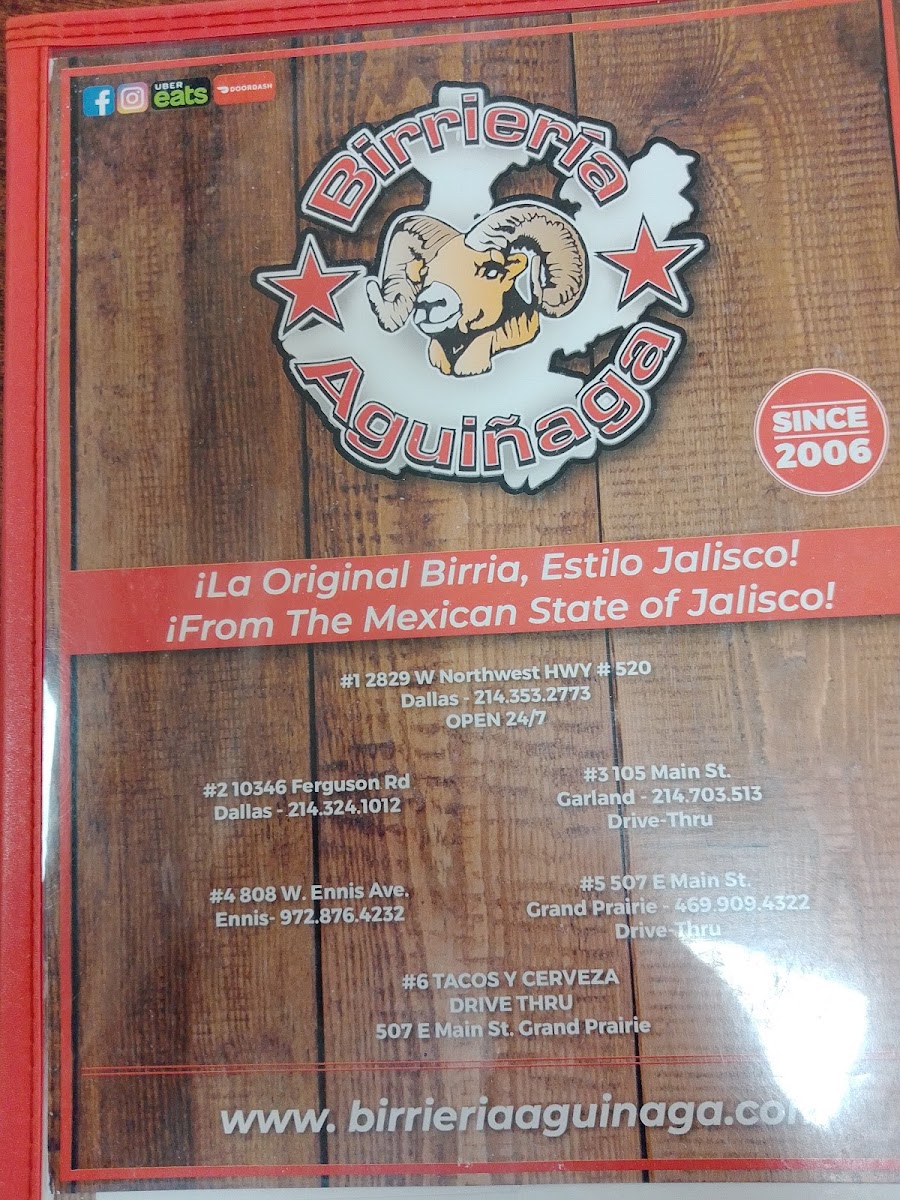 UBER
eats
DOORDASH
Birriería
Aguiñaga
SINCE
2006
¡La Original Birria, Estilo Jalisco!
¡From The Mexican State of Jalisco!
#1 2829 W Northwest HWY # 520
Dallas - 214.353.2773
OPEN 24/7
#2 10346 Ferguson Rd
Dallas - 214.324.1012
#3 105 Main St.
Garland - 214.703.513
Drive-Thru
#4 808 W. Ennis Ave.
Ennis- 972.876.4232
#5 507 E Main St.
Grand Prairie - 469.909.4322
Drive-Thru
#6 TACOS Y CERVEZA
DRIVE THRU
507 E Main St. Grand Prairie
www. birrieriaaguinaga.com